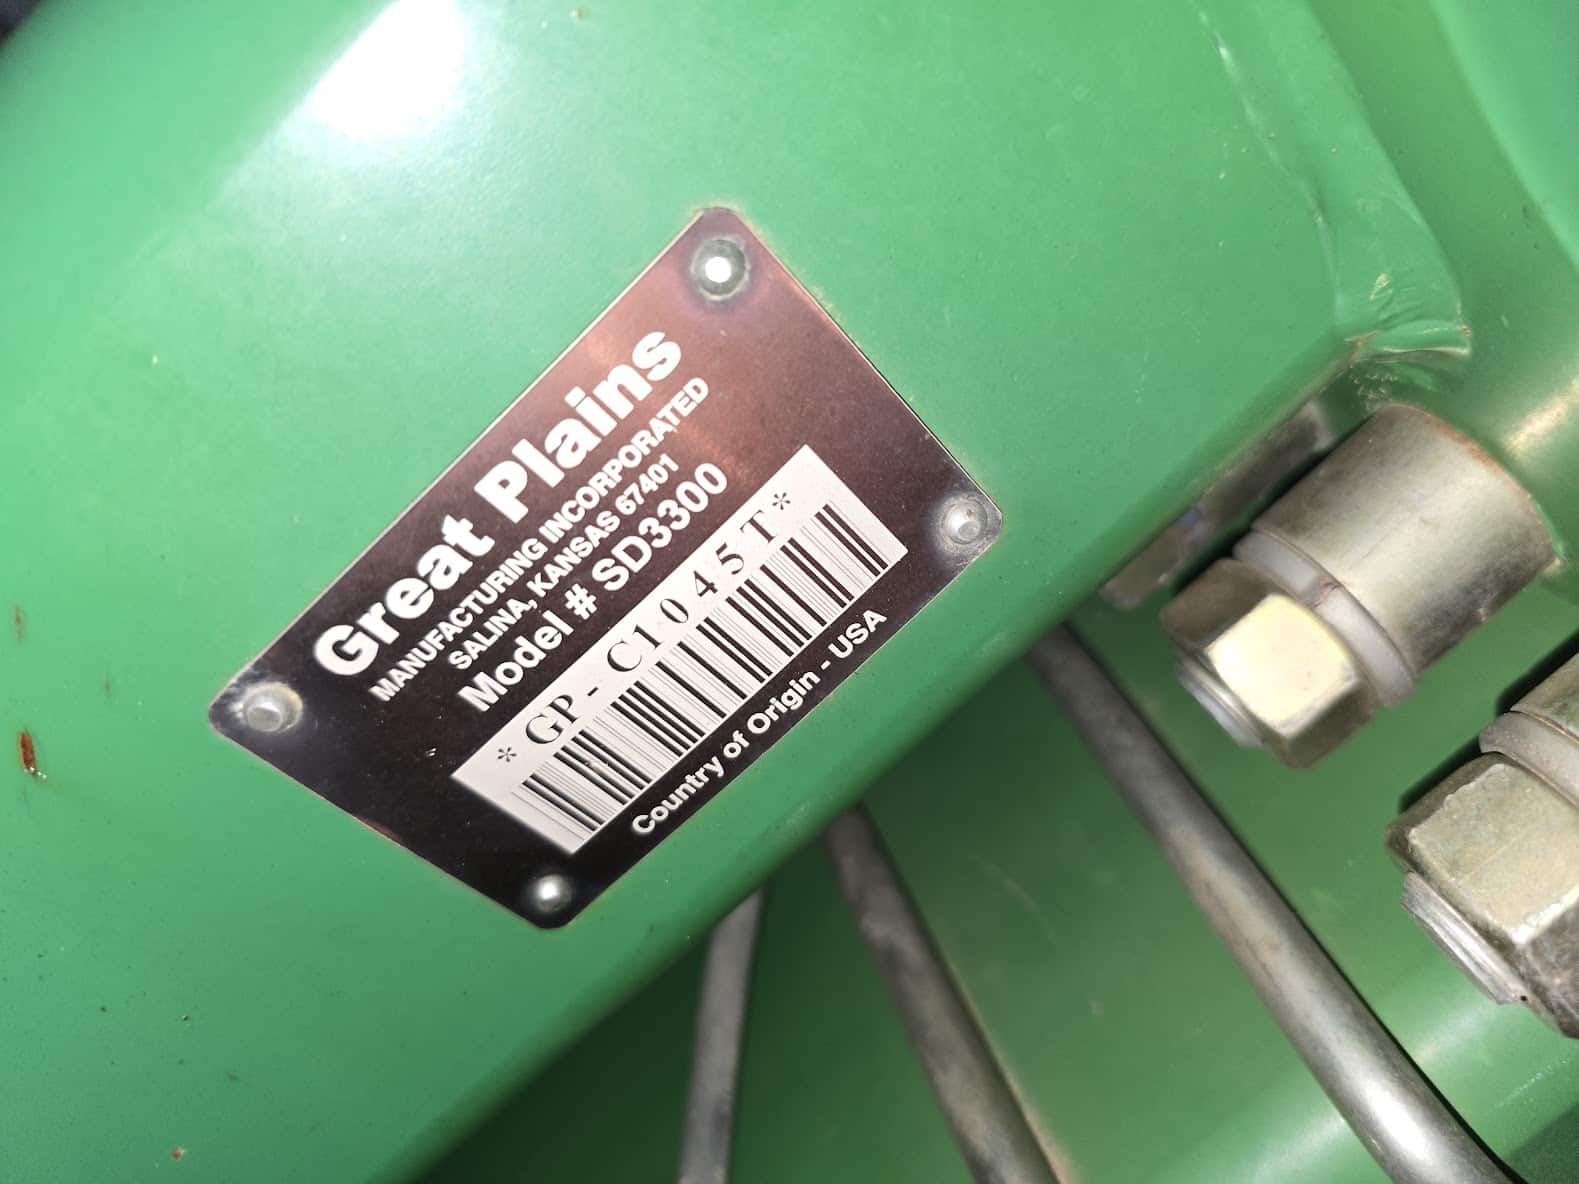 Great Plains
MANUFACTURING INCORPORATED
SALINA, KANSAS 67401
Model # SD3300
* GP - C1045T*
Country of Origin - USA